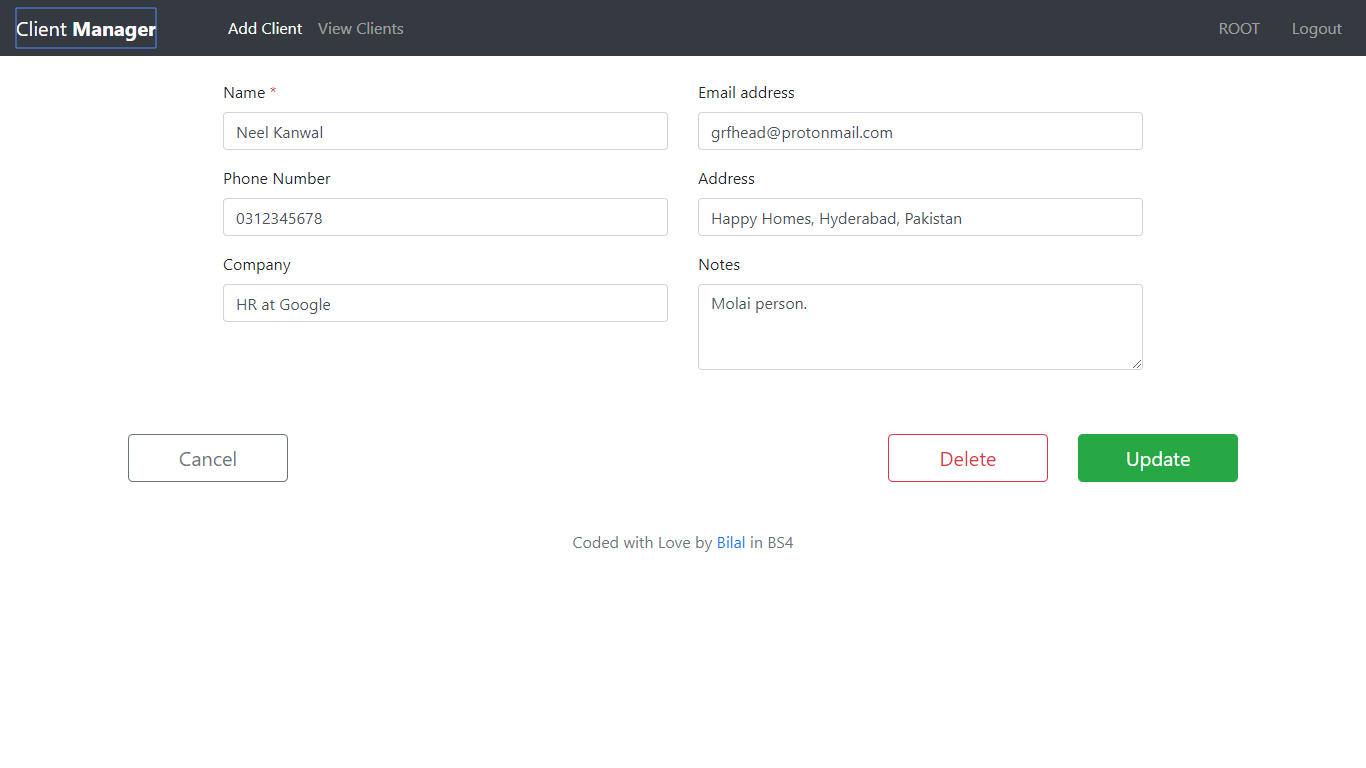 Client Manager Add Client View Clients ROOT Logout
Name * Email address
Neel Kanwal grfhead@protonmail.com
Phone Number Address
0312345678 Happy Homes, Hyderabad, Pakistan
Company Notes
HR at Google Molai person.
Cancel Delete Update
Coded with Love by Bilal in BS4